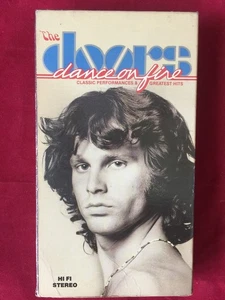 The
doors
dance on fire
CLASSIC PERFORMANCES & GREATEST HITS
HI FI
STEREO